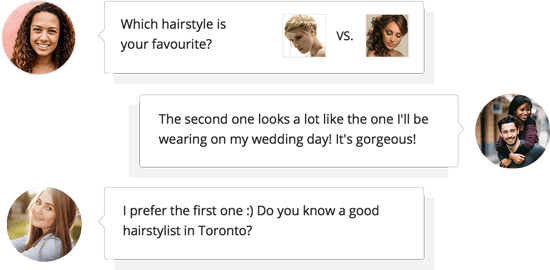 Which hairstyle is
your favourite?
VS.
The second one looks a lot like the one I'll be
wearing on my wedding day! It's gorgeous!
I prefer the first one :) Do you know a good
hairstylist in Toronto?